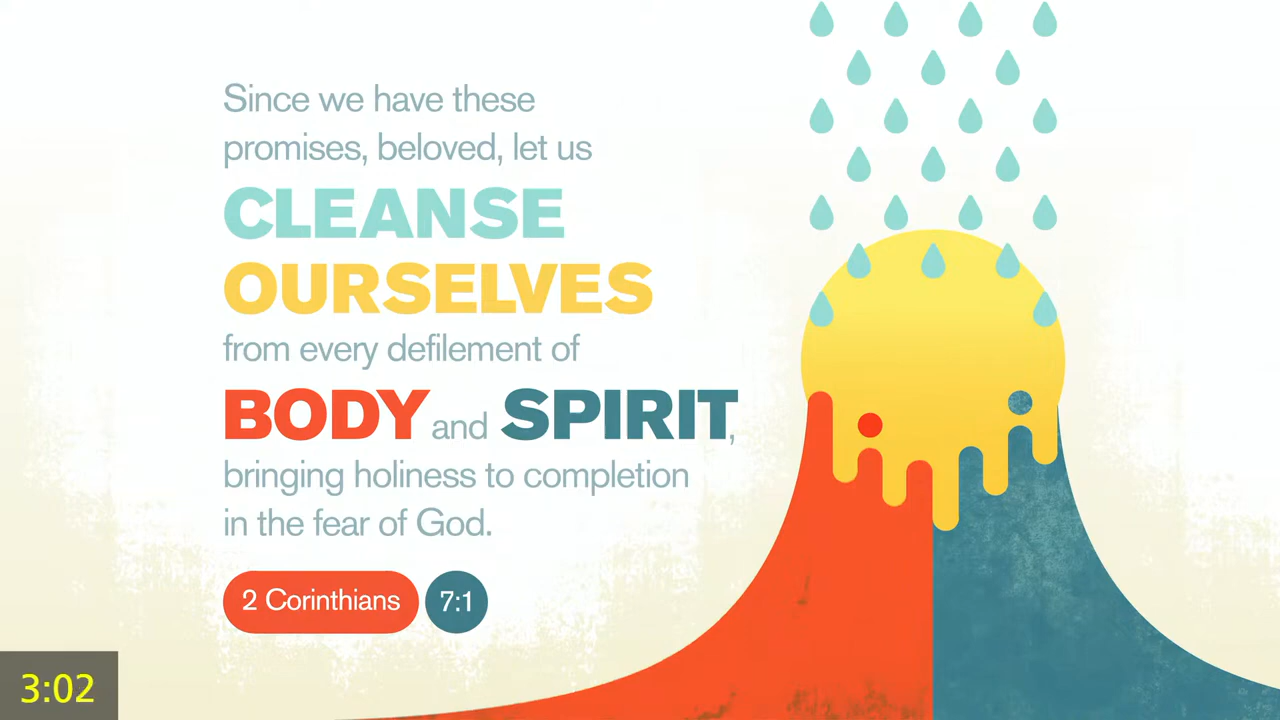 Since we have these
promises, beloved, let us
CLEANSE
OURSELVES
from every defilement of
BODY and SPIRIT,
bringing holiness to completion
in the fear of God.
2 Corinthians 7:1
3:02